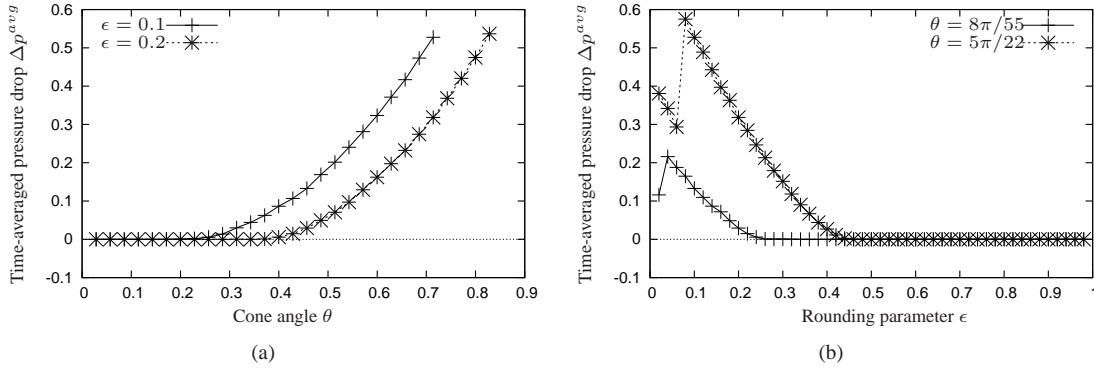 Time-averaged pressure drop Δp^{avg}
0.6
0.5
0.4
0.3
0.2
0.1
0
-0.1
ϵ = 0.1
ϵ = 0.2
0 0.1 0.2 0.3 0.4 0.5 0.6 0.7 0.8 0.9
Cone angle θ
(a)
Time-averaged pressure drop Δp^{avg}
0.6
0.5
0.4
0.3
0.2
0.1
0
-0.1
θ = 8π/55
θ = 5π/22
0 0.1 0.2 0.3 0.4 0.5 0.6 0.7 0.8 0.9 1
Rounding parameter ϵ
(b)